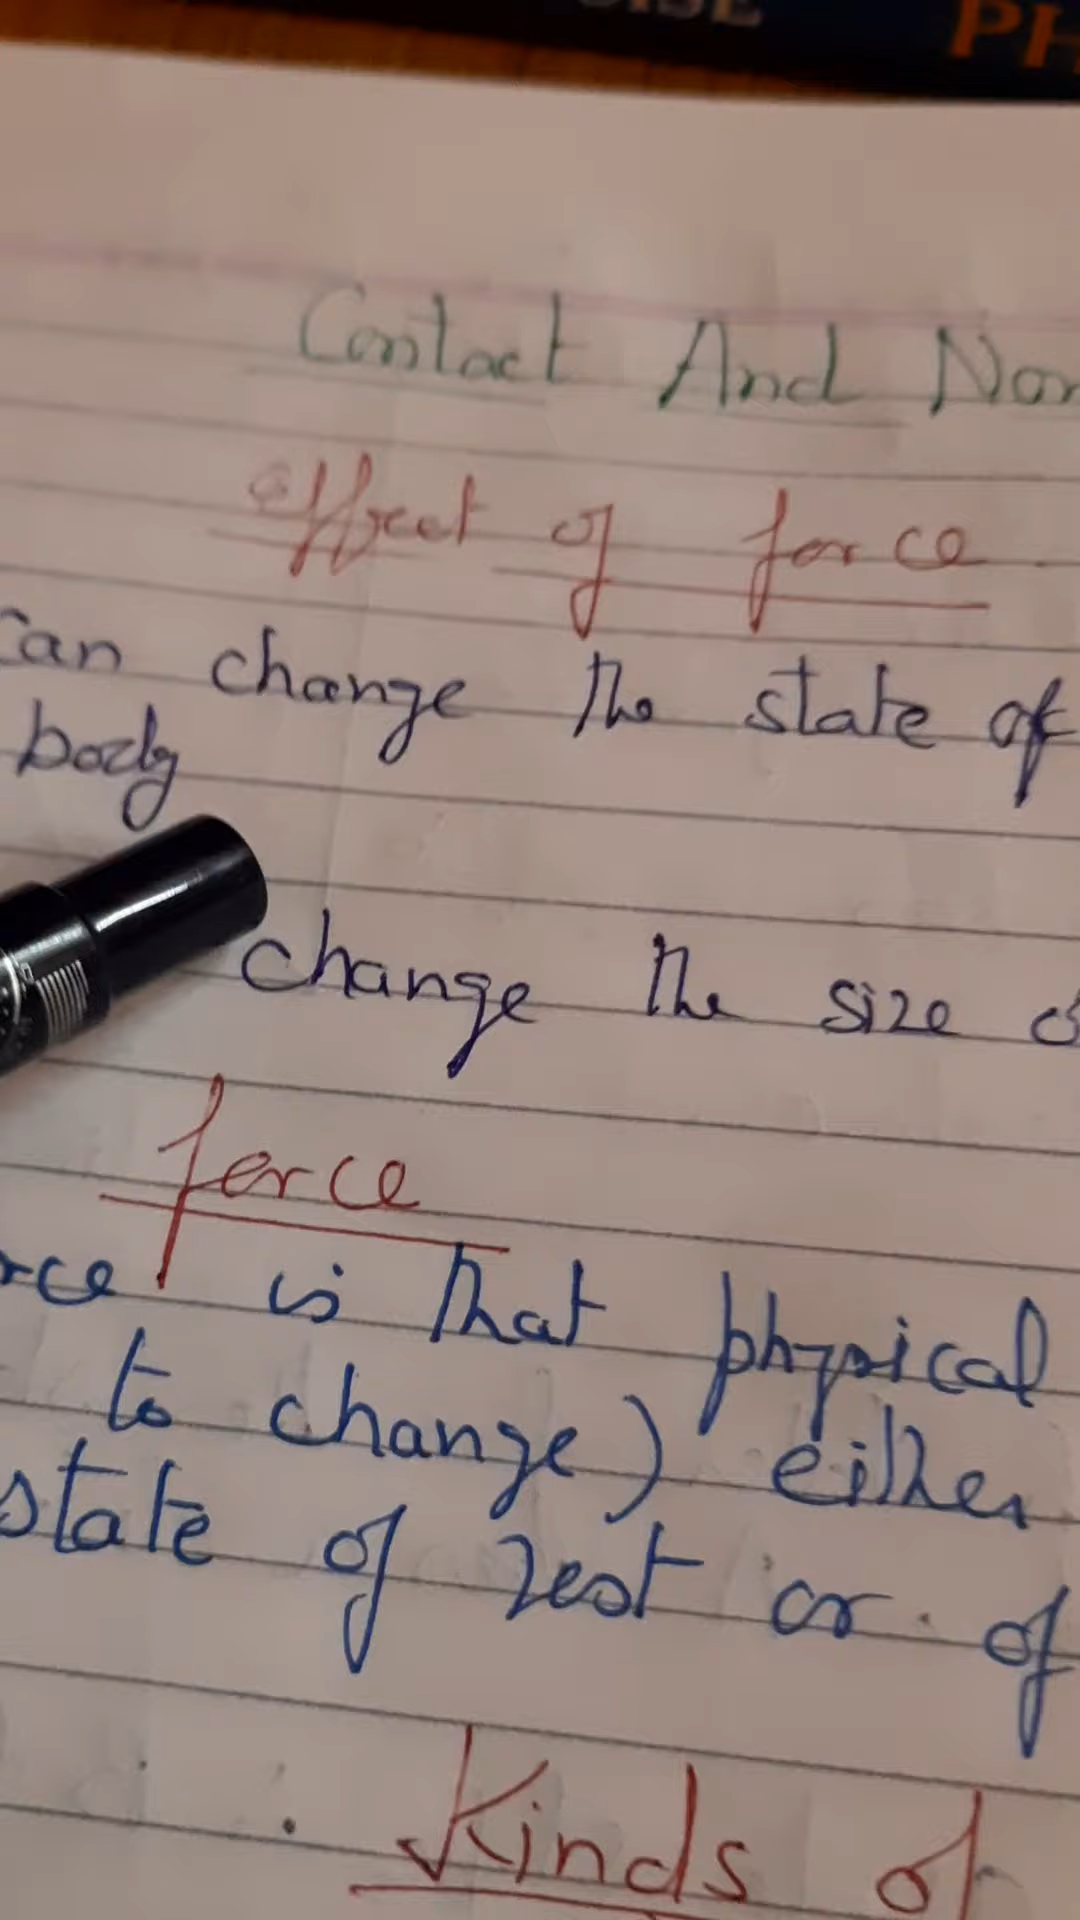 PH
Contact And Non
effect of force
can change the state of
body
change the size o
force
rce is that physical
to change) either
state of rest or of
Kinds of